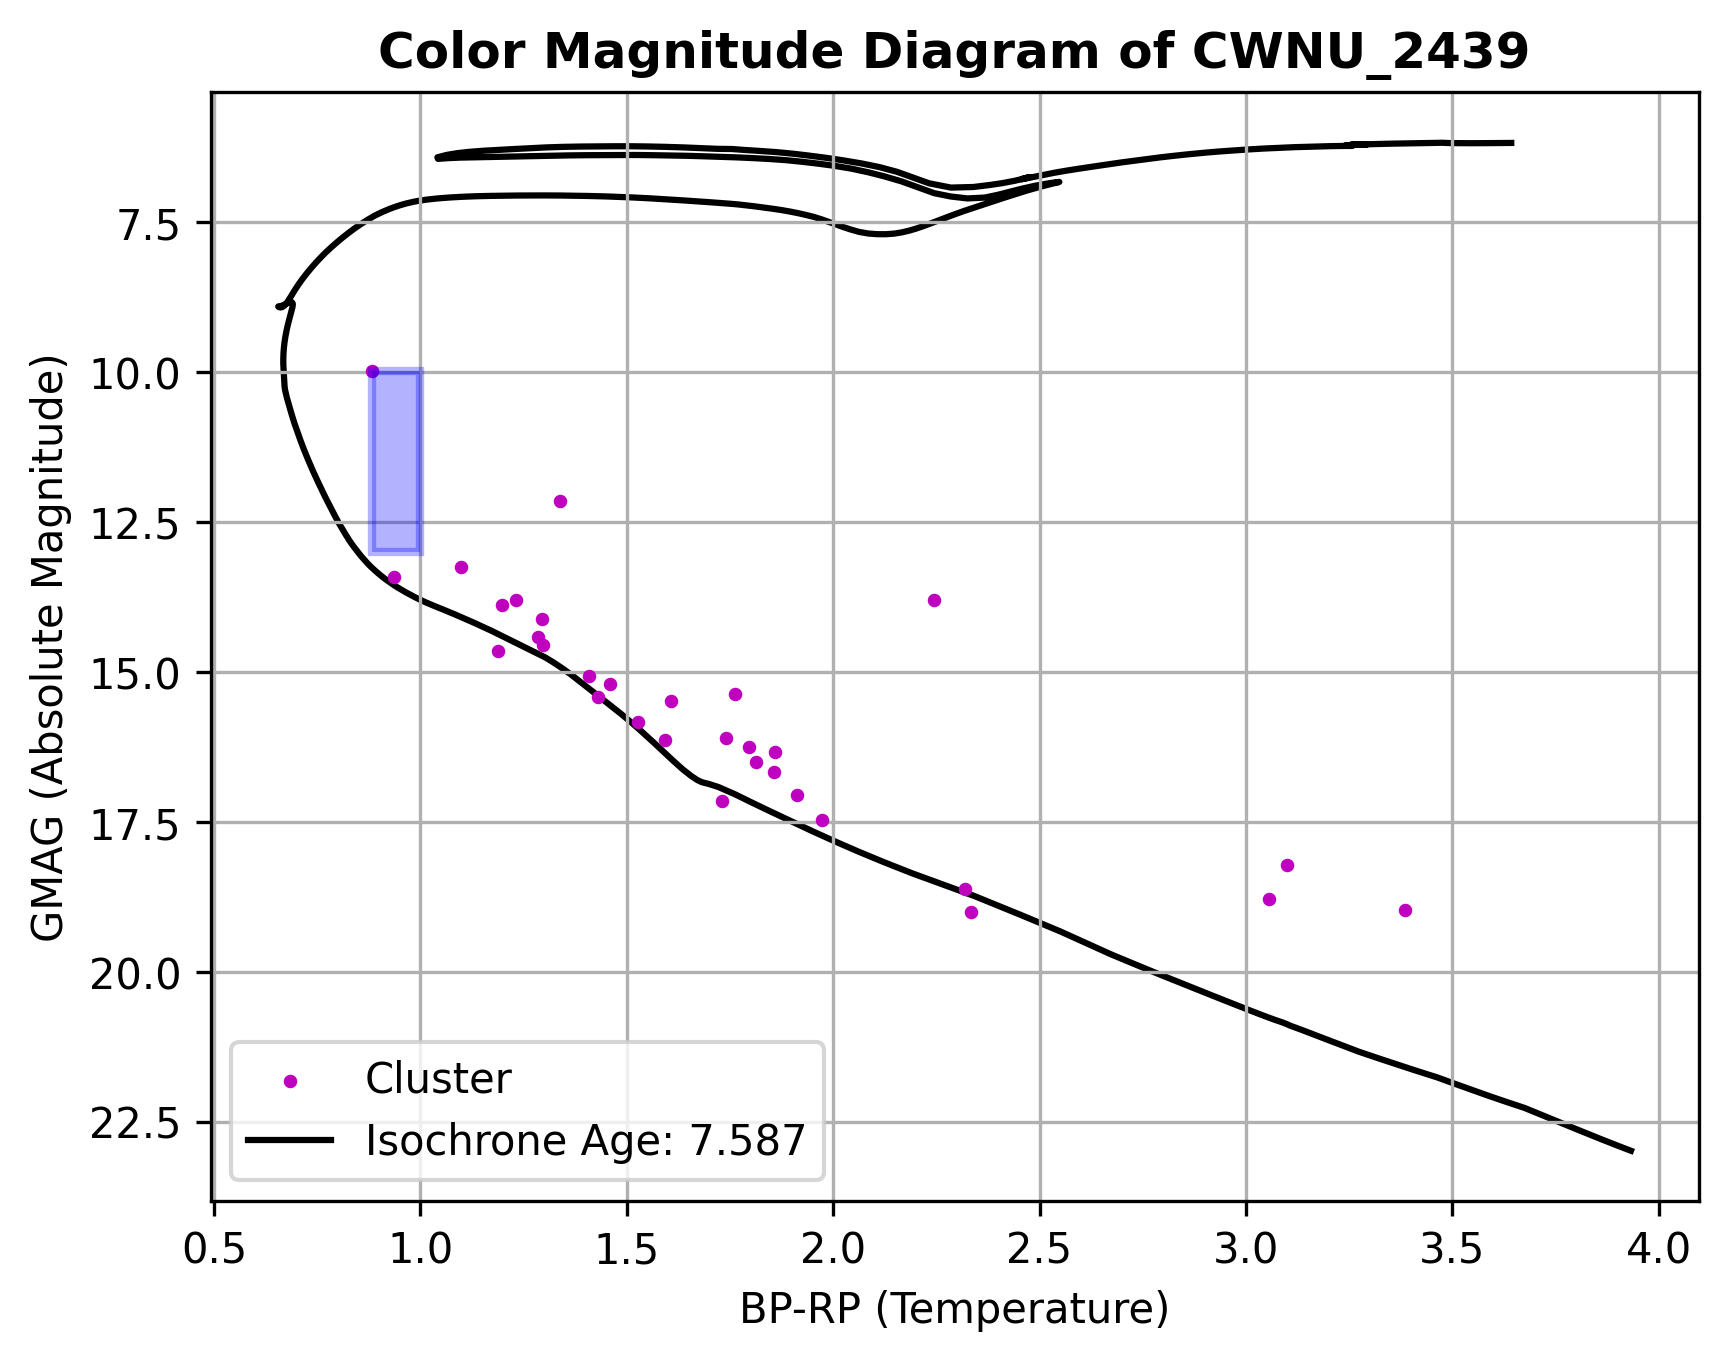 Color Magnitude Diagram of CWNU_2439
GMAG (Absolute Magnitude)
7.5
10.0
12.5
15.0
17.5
20.0
22.5
Cluster
Isochrone Age: 7.587
0.5 1.0 1.5 2.0 2.5 3.0 3.5 4.0
BP-RP (Temperature)